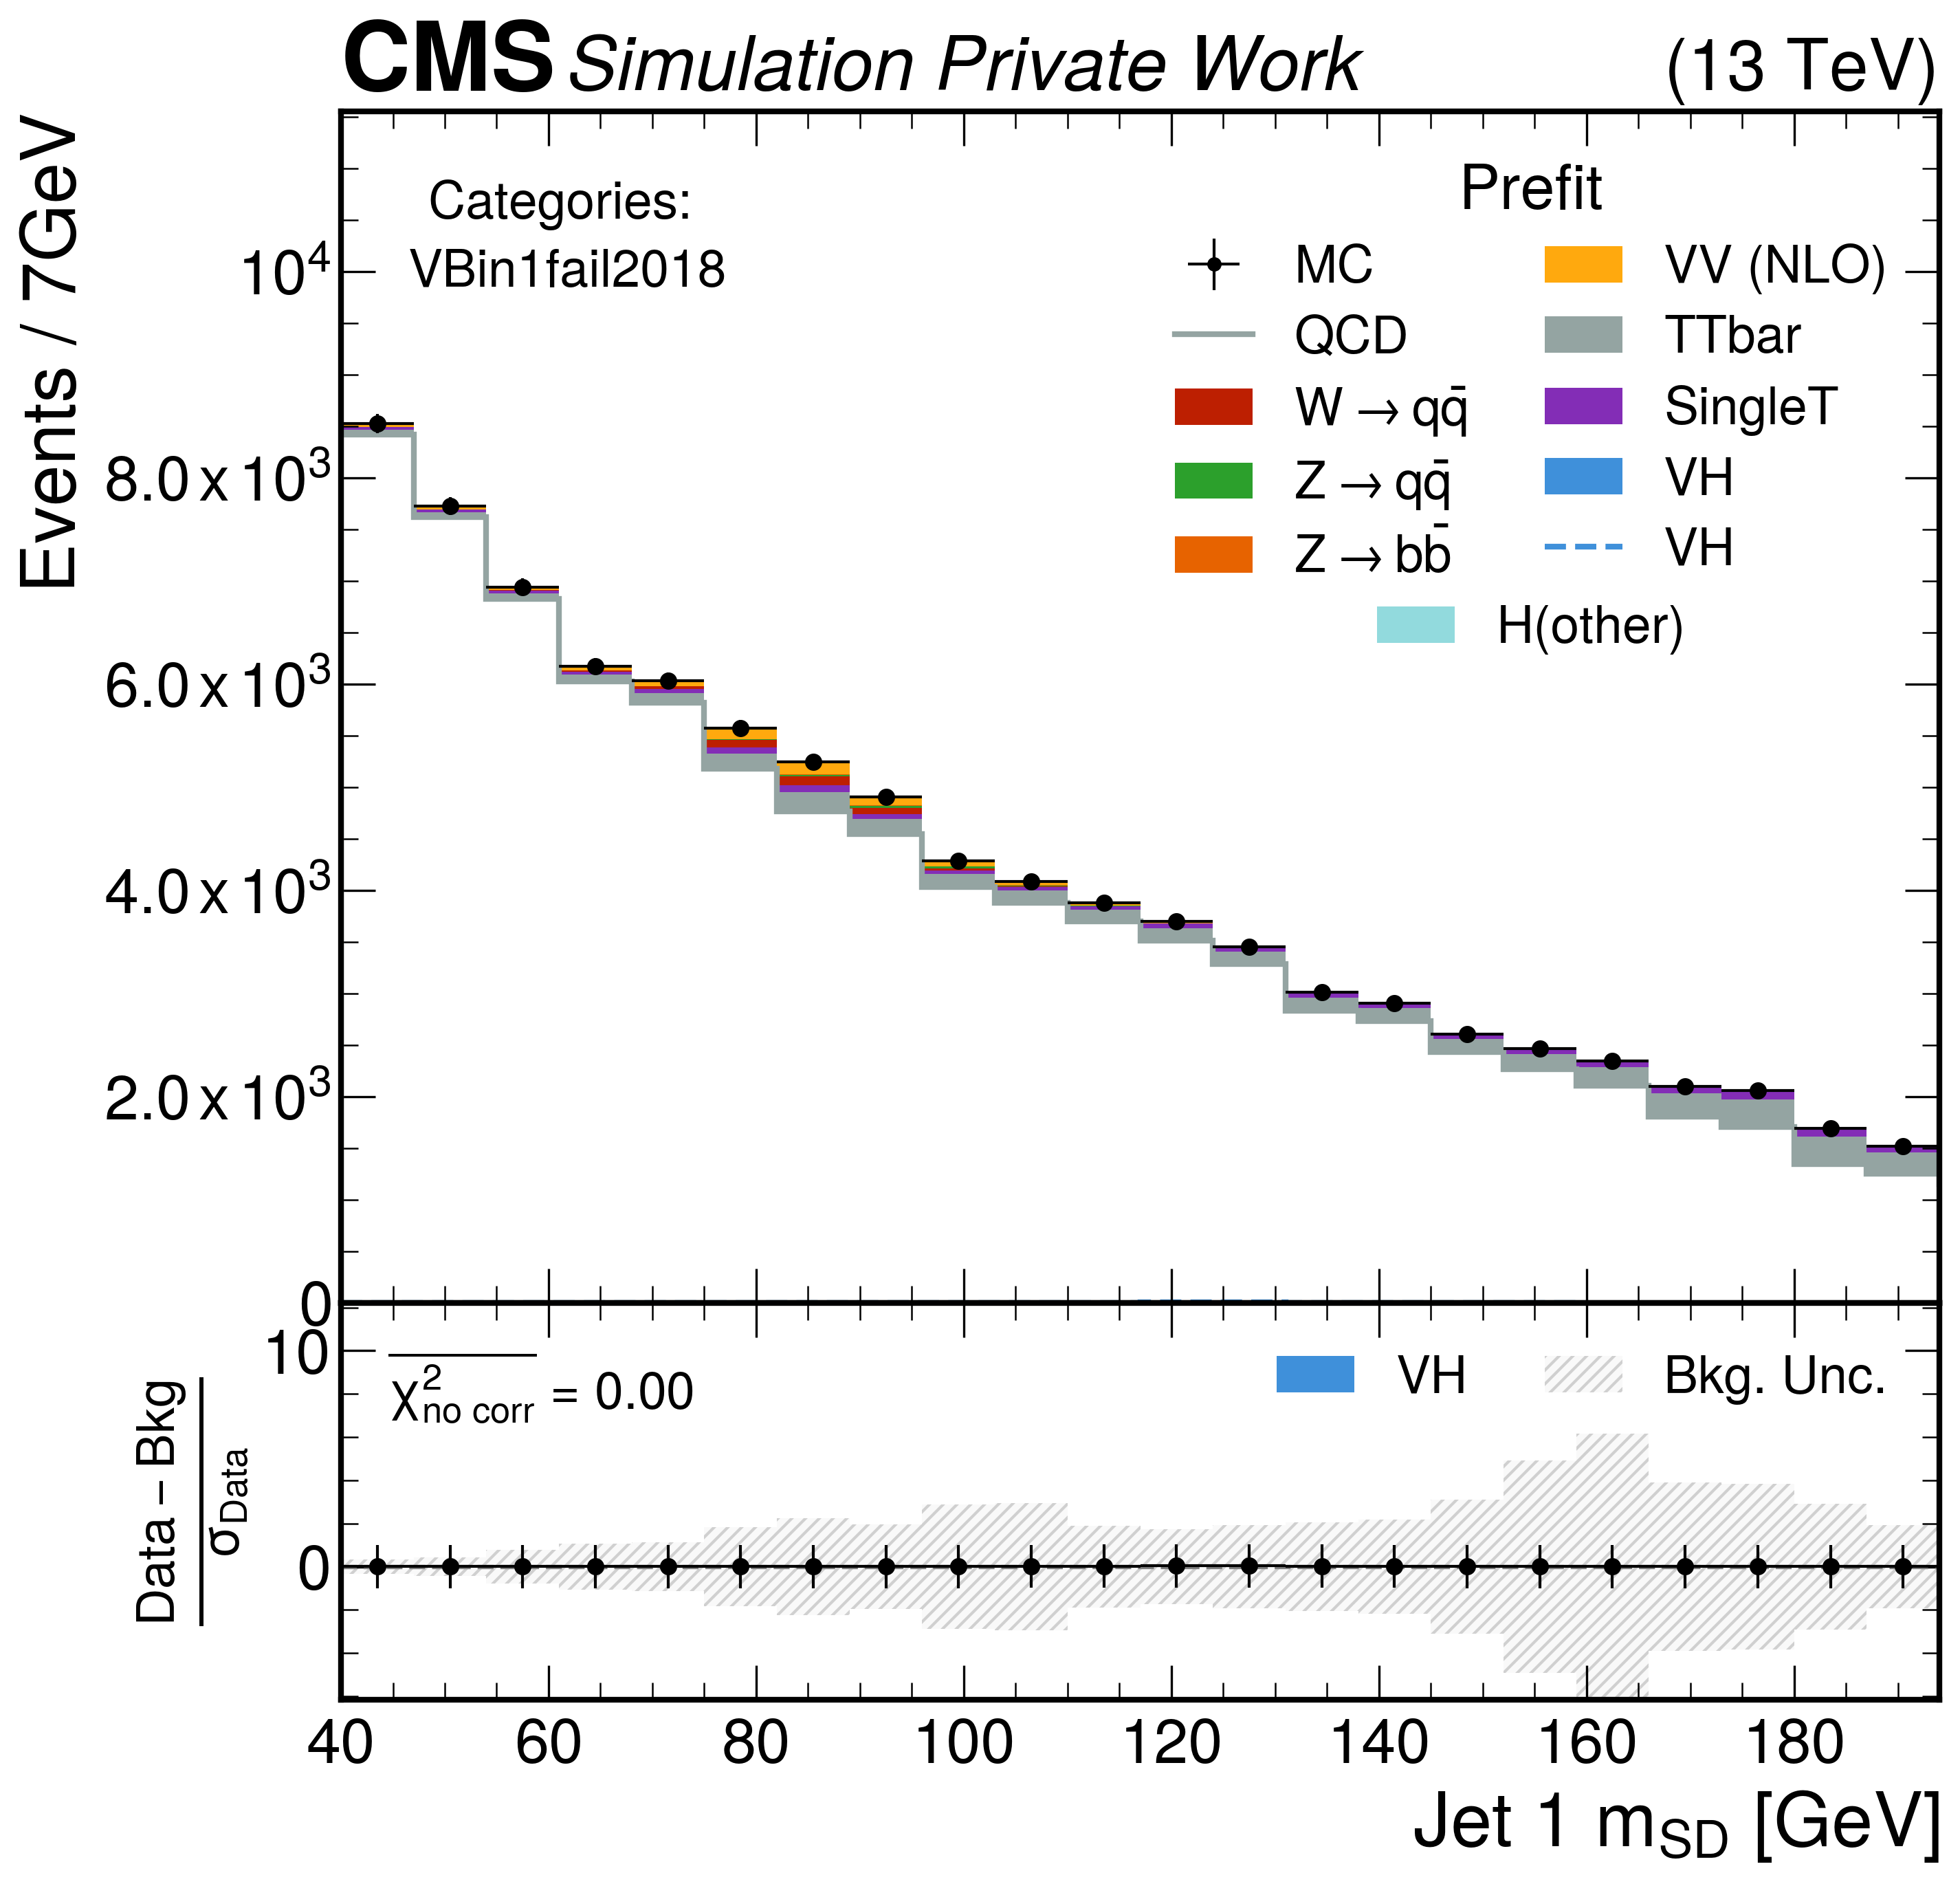 CMS Simulation Private Work (13 TeV)
Events / 7GeV
Categories:
VBin1fail2018
Prefit
MC
QCD
W → qq̄
Z → qq̄
Z → bb̄
VV (NLO)
TTbar
SingleT
VH
VH
H(other)
10⁴
8.0 x 10³
6.0 x 10³
4.0 x 10³
2.0 x 10³
0
10
0
Data − Bkg
σ_Data
χ²_no corr = 0.00
VH
Bkg. Unc.
40 60 80 100 120 140 160 180
Jet 1 m_SD [GeV]